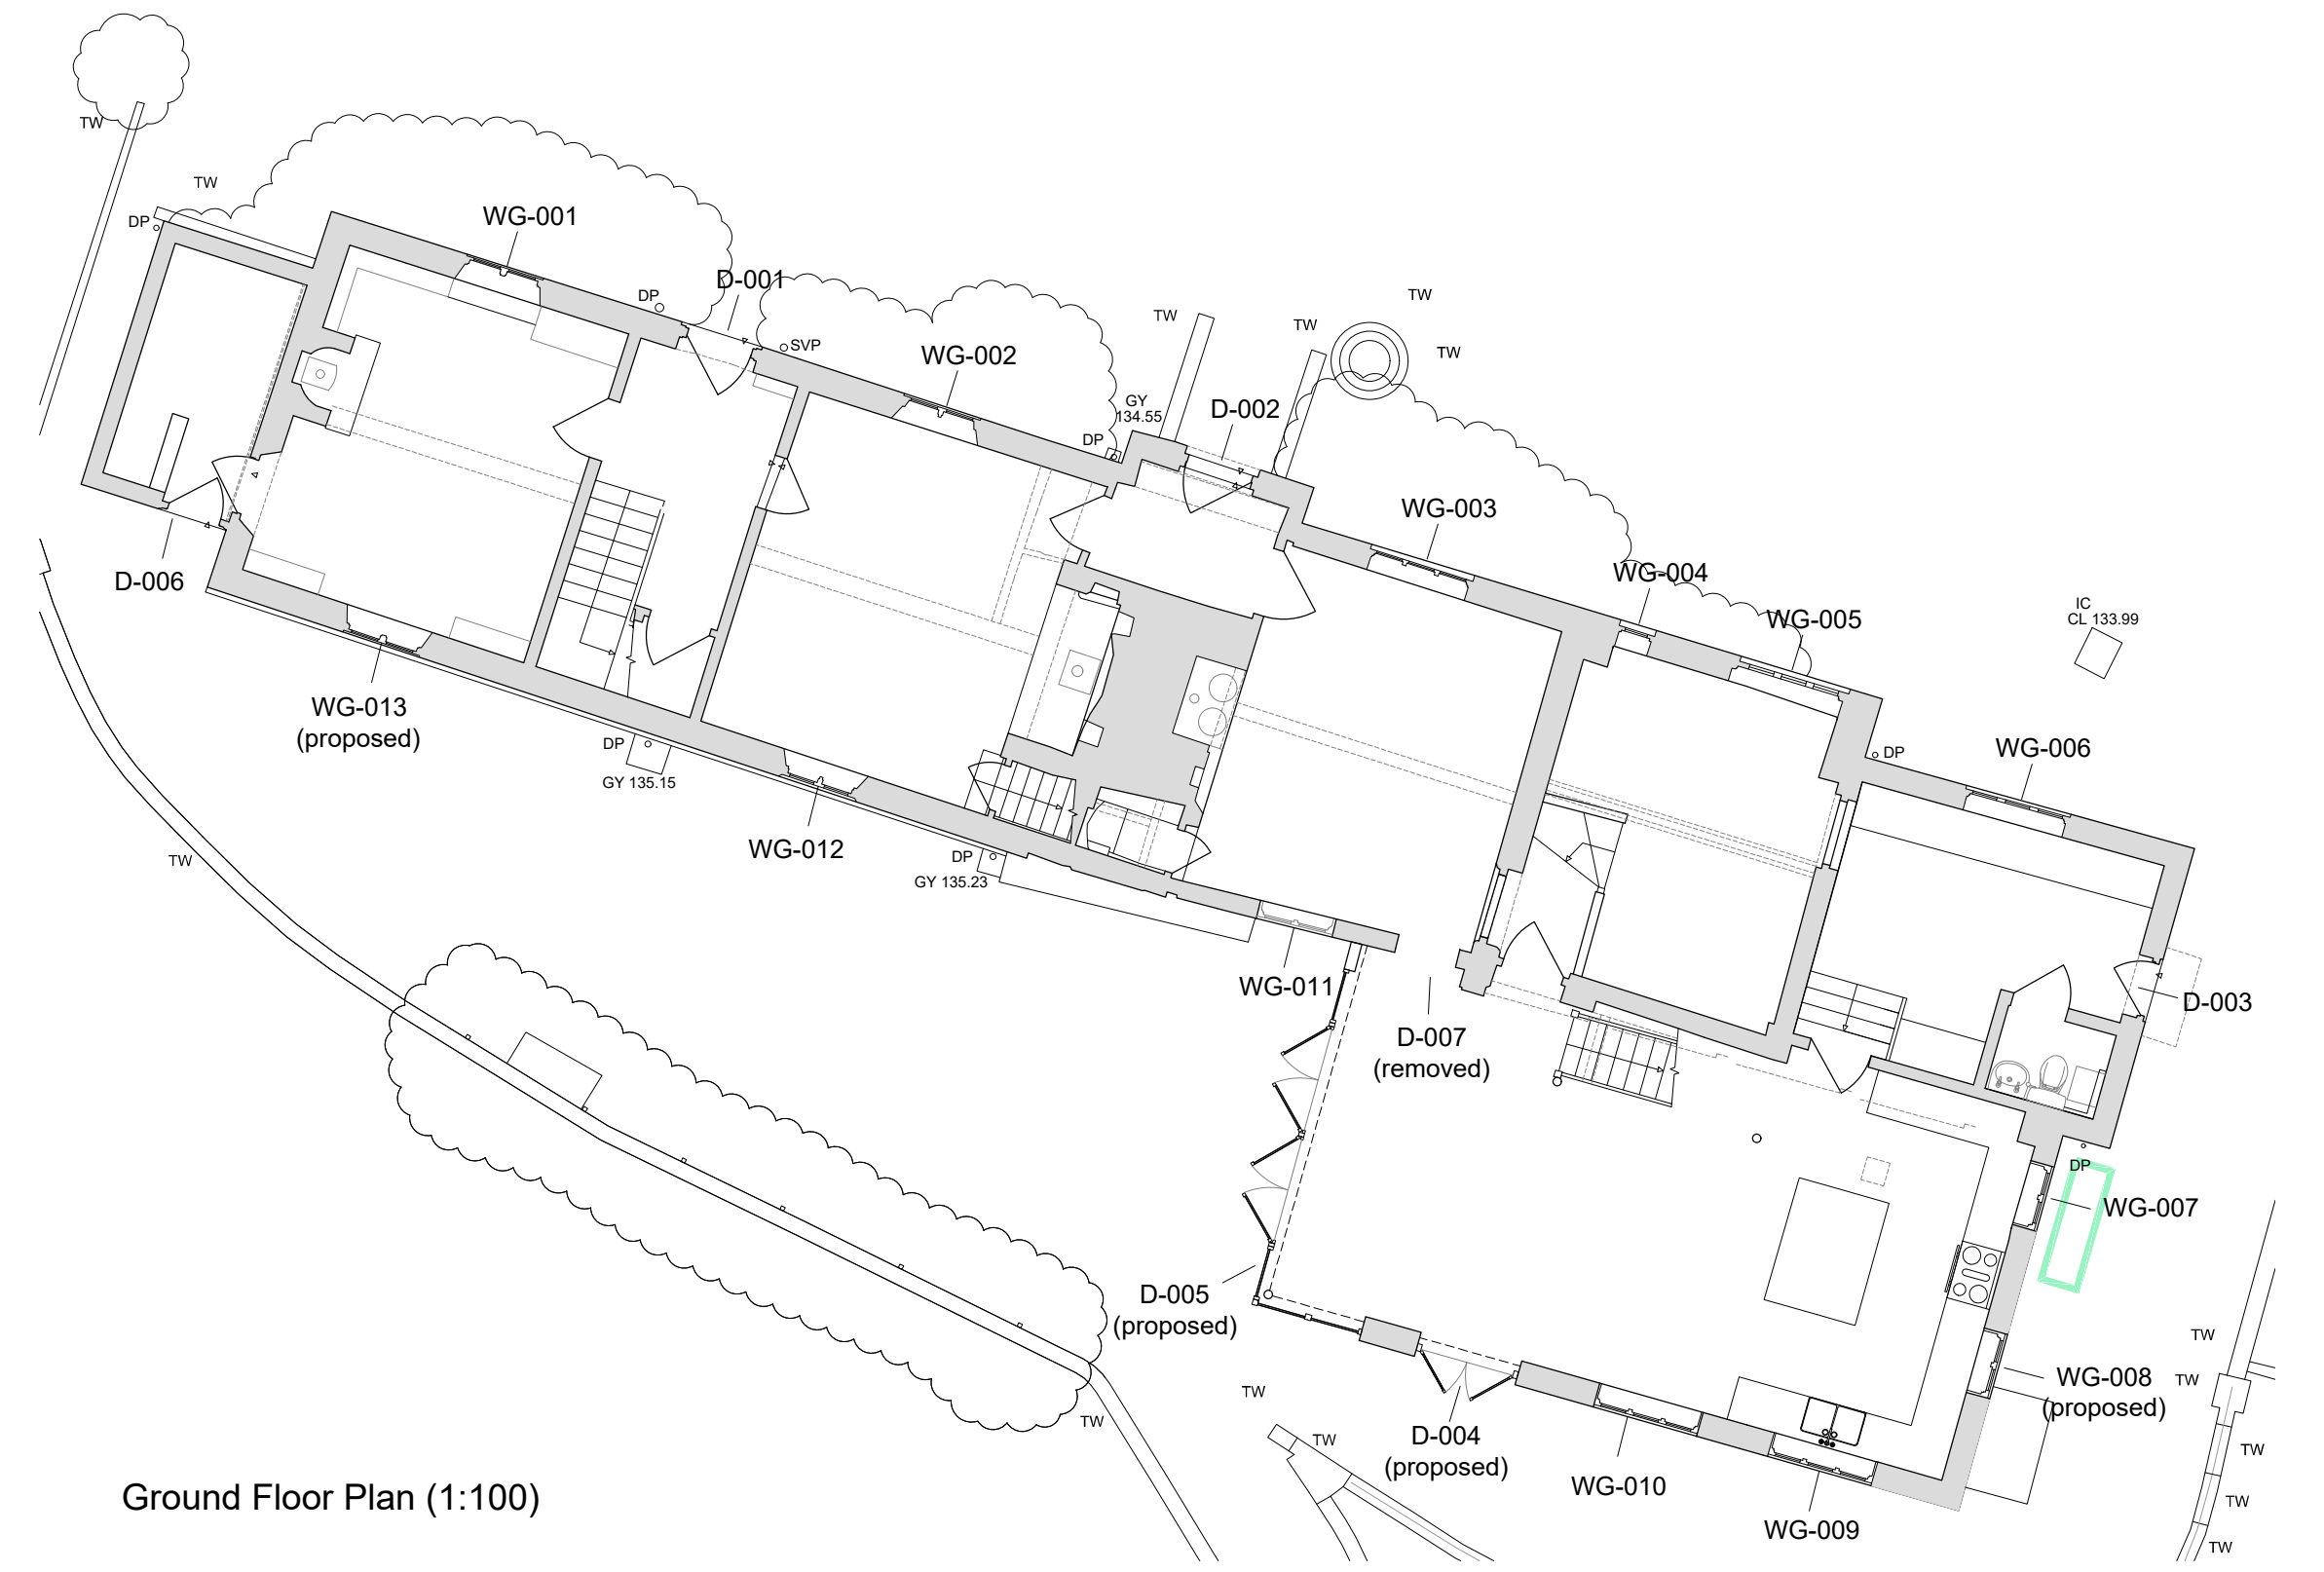 TW
TW
DP
WG-001
D-001
DP
SVP
WG-002
TW
TW
TW
TW
GY
134.55
D-002
DP
WG-003
WG-004
WG-005
IC
CL 133.99
D-006
WG-013
(proposed)
DP
GY 135.15
DP
WG-006
WG-012
DP
GY 135.23
TW
WG-011
D-007
(removed)
D-003
DP
WG-007
D-005
(proposed)
TW
TW
WG-008
(proposed)
TW
TW
D-004
(proposed)
TW
TW
WG-010
WG-009
TW
TW
Ground Floor Plan (1:100)